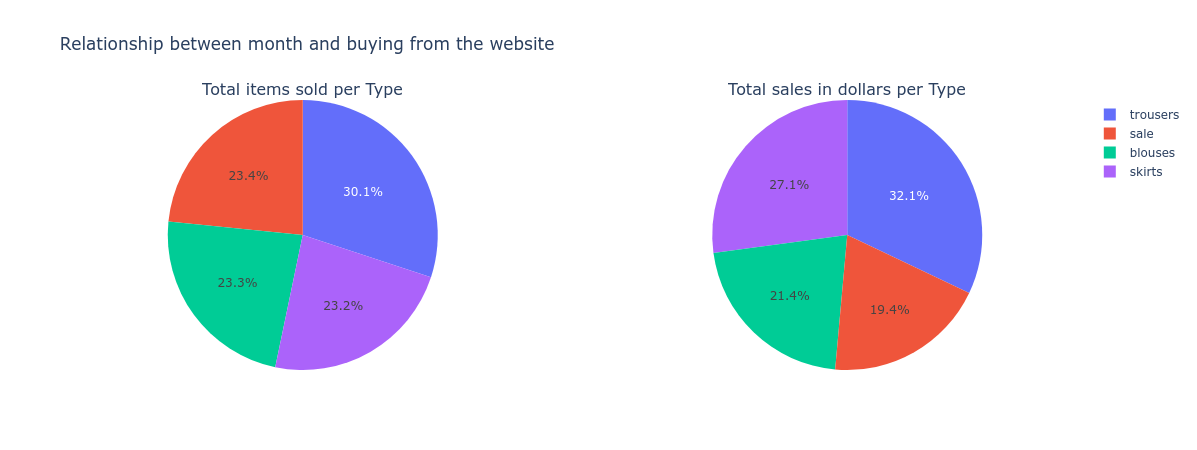 Relationship between month and buying from the website
Total items sold per Type
23.4%
30.1%
23.3%
23.2%
Total sales in dollars per Type
27.1%
32.1%
21.4%
19.4%
trousers
sale
blouses
skirts